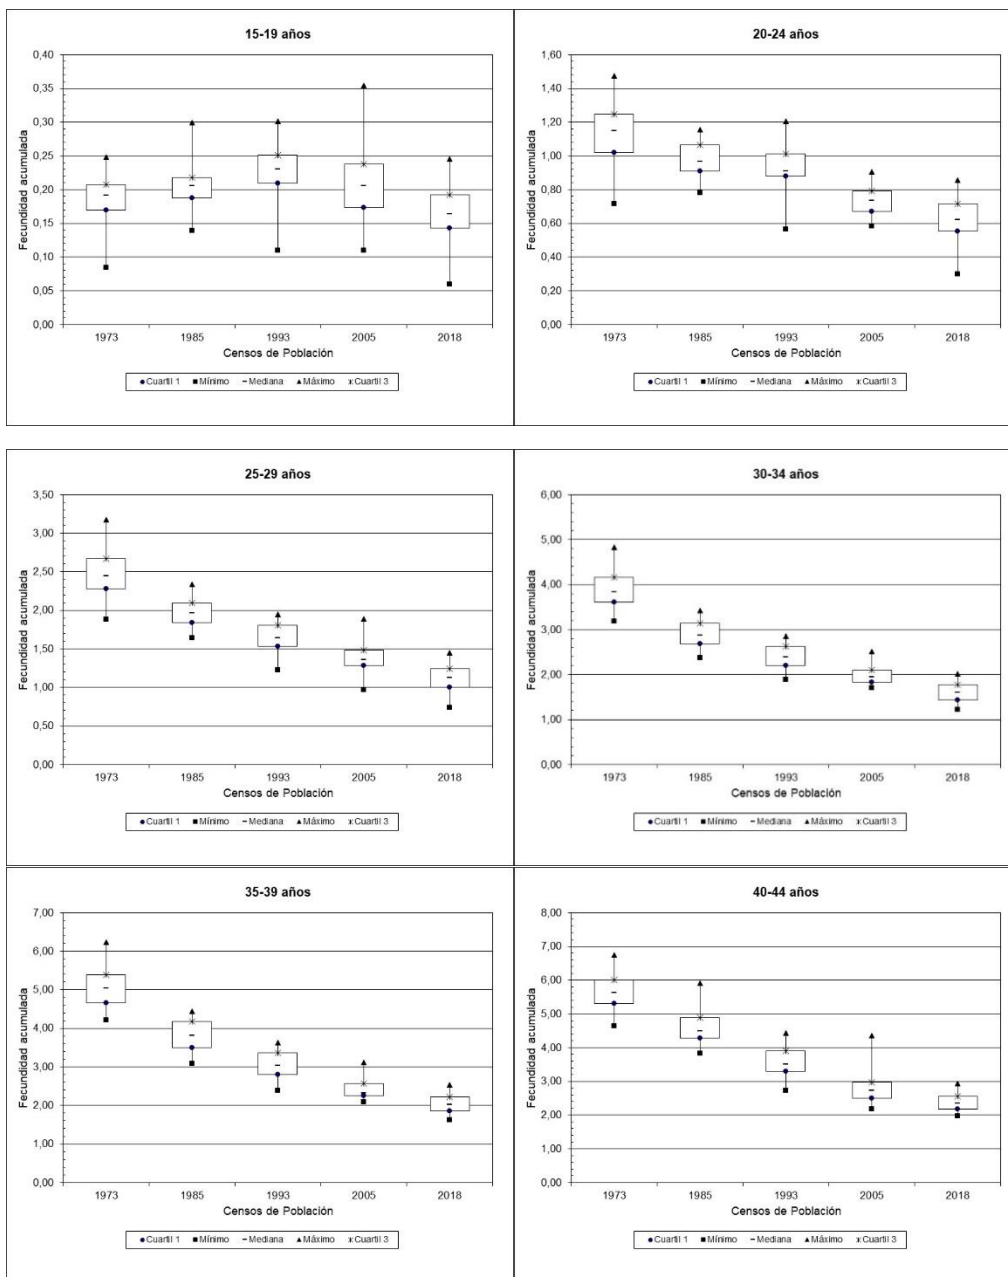 15-19 años
Fecundidad acumulada
0,40
0,35
0,30
0,25
0,20
0,15
0,10
0,05
0,00
1973 1985 1993 2005 2018
Censos de Población
Cuartil 1 Mínimo Mediana Máximo Cuartil 3
20-24 años
Fecundidad acumulada
1,60
1,40
1,20
1,00
0,80
0,60
0,40
0,20
0,00
1973 1985 1993 2005 2018
Censos de Población
Cuartil 1 Mínimo Mediana Máximo Cuartil 3
25-29 años
Fecundidad acumulada
3,50
3,00
2,50
2,00
1,50
1,00
0,50
0,00
1973 1985 1993 2005 2018
Censos de Población
Cuartil 1 Mínimo Mediana Máximo Cuartil 3
30-34 años
Fecundidad acumulada
6,00
5,00
4,00
3,00
2,00
1,00
0,00
1973 1985 1993 2005 2018
Censos de Población
Cuartil 1 Mínimo Mediana Máximo Cuartil 3
35-39 años
Fecundidad acumulada
7,00
6,00
5,00
4,00
3,00
2,00
1,00
0,00
1973 1985 1993 2005 2018
Censos de Población
Cuartil 1 Mínimo Mediana Máximo Cuartil 3
40-44 años
Fecundidad acumulada
8,00
7,00
6,00
5,00
4,00
3,00
2,00
1,00
0,00
1973 1985 1993 2005 2018
Censos de Población
Cuartil 1 Mínimo Mediana Máximo Cuartil 3